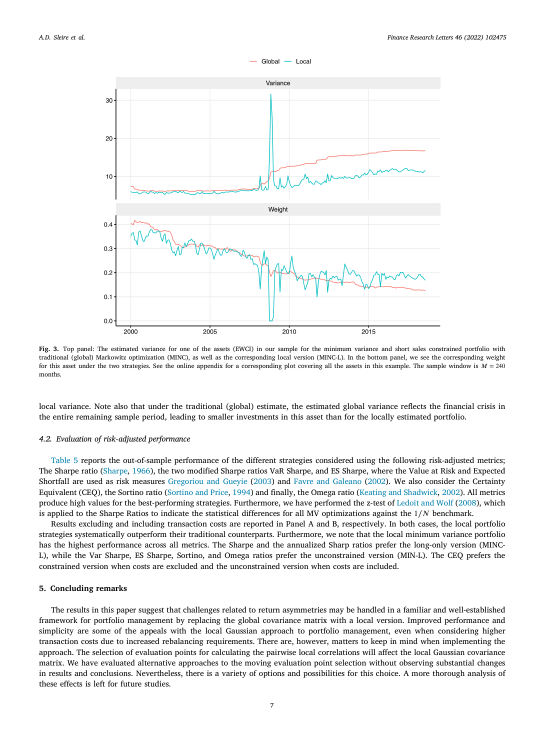 A.D. Sleire et al.
Finance Research Letters 46 (2022) 102475
Global
Local
Variance
30
20
10
Weight
0.4
0.3
0.2
0.1
0.0
2000
2005
2010
2015
Fig. 3. Top panel: The estimated variance for one of the assets (EWCI) in our sample for the minimum variance and short sales constrained portfolio with
traditional (global) Markowitz optimization (MINC), as well as the corresponding local version (MINC-L). In the bottom panel, we see the corresponding weight
for this asset under the two strategies. See the online appendix for a corresponding plot covering all the assets in this example. The sample window is M = 240
months.
local variance. Note also that under the traditional (global) estimate, the estimated global variance reflects the financial crisis in
the entire remaining sample period, leading to smaller investments in this asset than for the locally estimated portfolio.
4.2. Evaluation of risk-adjusted performance
Table 5 reports the out-of-sample performance of the different strategies considered using the following risk-adjusted metrics;
The Sharpe ratio (Sharpe, 1966), the two modified Sharpe ratios VaR Sharpe, and ES Sharpe, where the Value at Risk and Expected
Shortfall are used as risk measures Gregoriou and Gueyie (2003) and Favre and Galeano (2002). We also consider the Certainty
Equivalent (CEQ), the Sortino ratio (Sortino and Price, 1994) and finally, the Omega ratio (Keating and Shadwick, 2002). All metrics
produce high values for the best-performing strategies. Furthermore, we have performed the z-test of Ledoit and Wolf (2008), which
is applied to the Sharpe Ratios to indicate the statistical differences for all MV optimizations against the 1/N benchmark.
Results excluding and including transaction costs are reported in Panel A and B, respectively. In both cases, the local portfolio
strategies systematically outperform their traditional counterparts. Furthermore, we note that the local minimum variance portfolio
has the highest performance across all metrics. The Sharpe and the annualized Sharp ratios prefer the long-only version (MINC-
L), while the Var Sharpe, ES Sharpe, Sortino, and Omega ratios prefer the unconstrained version (MIN-L). The CEQ prefers the
constrained version when costs are excluded and the unconstrained version when costs are included.
5. Concluding remarks
The results in this paper suggest that challenges related to return asymmetries may be handled in a familiar and well-established
framework for portfolio management by replacing the global covariance matrix with a local version. Improved performance and
simplicity are some of the appeals with the local Gaussian approach to portfolio management, even when considering higher
transaction costs due to increased rebalancing requirements. There are, however, matters to keep in mind when implementing the
approach. The selection of evaluation points for calculating the pairwise local correlations will affect the local Gaussian covariance
matrix. We have evaluated alternative approaches to the moving evaluation point selection without observing substantial changes
in results and conclusions. Nevertheless, there is a variety of options and possibilities for this choice. A more thorough analysis of
these effects is left for future studies.
7